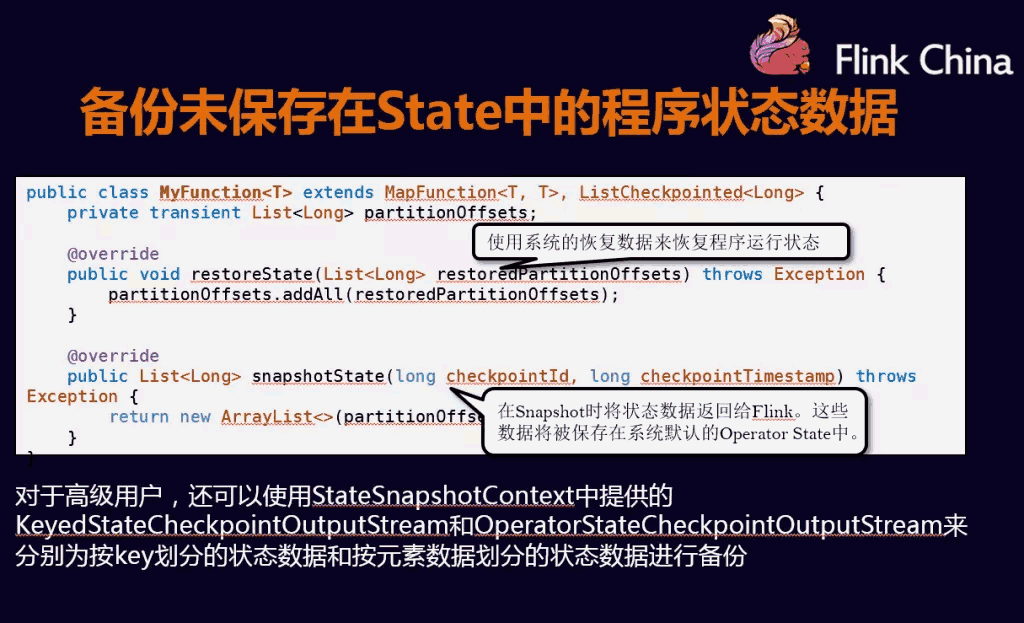 Flink China
备份未保存在State中的程序状态数据
public class MyFunction<T> extends MapFunction<T, T>, ListCheckpointed<Long> {
private transient List<Long> partitionOffsets;
使用系统的恢复数据来恢复程序运行状态
@override
public void restoreState(List<Long> restoredPartitionOffsets) throws Exception {
partitionOffsets.addAll(restoredPartitionOffsets);
}
@override
public List<Long> snapshotState(long checkpointId, long checkpointTimestamp) throws
Exception {
return new ArrayList<>(partitionOffse
在Snapshot时将状态数据返回给Flink。这些
数据将被保存在系统默认的Operator State中。
}
}
对于高级用户，还可以使用StateSnapshotContext中提供的
KeyedStateCheckpointOutputStream和OperatorStateCheckpointOutputStream来
分别为按key划分的状态数据和按元素数据划分的状态数据进行备份